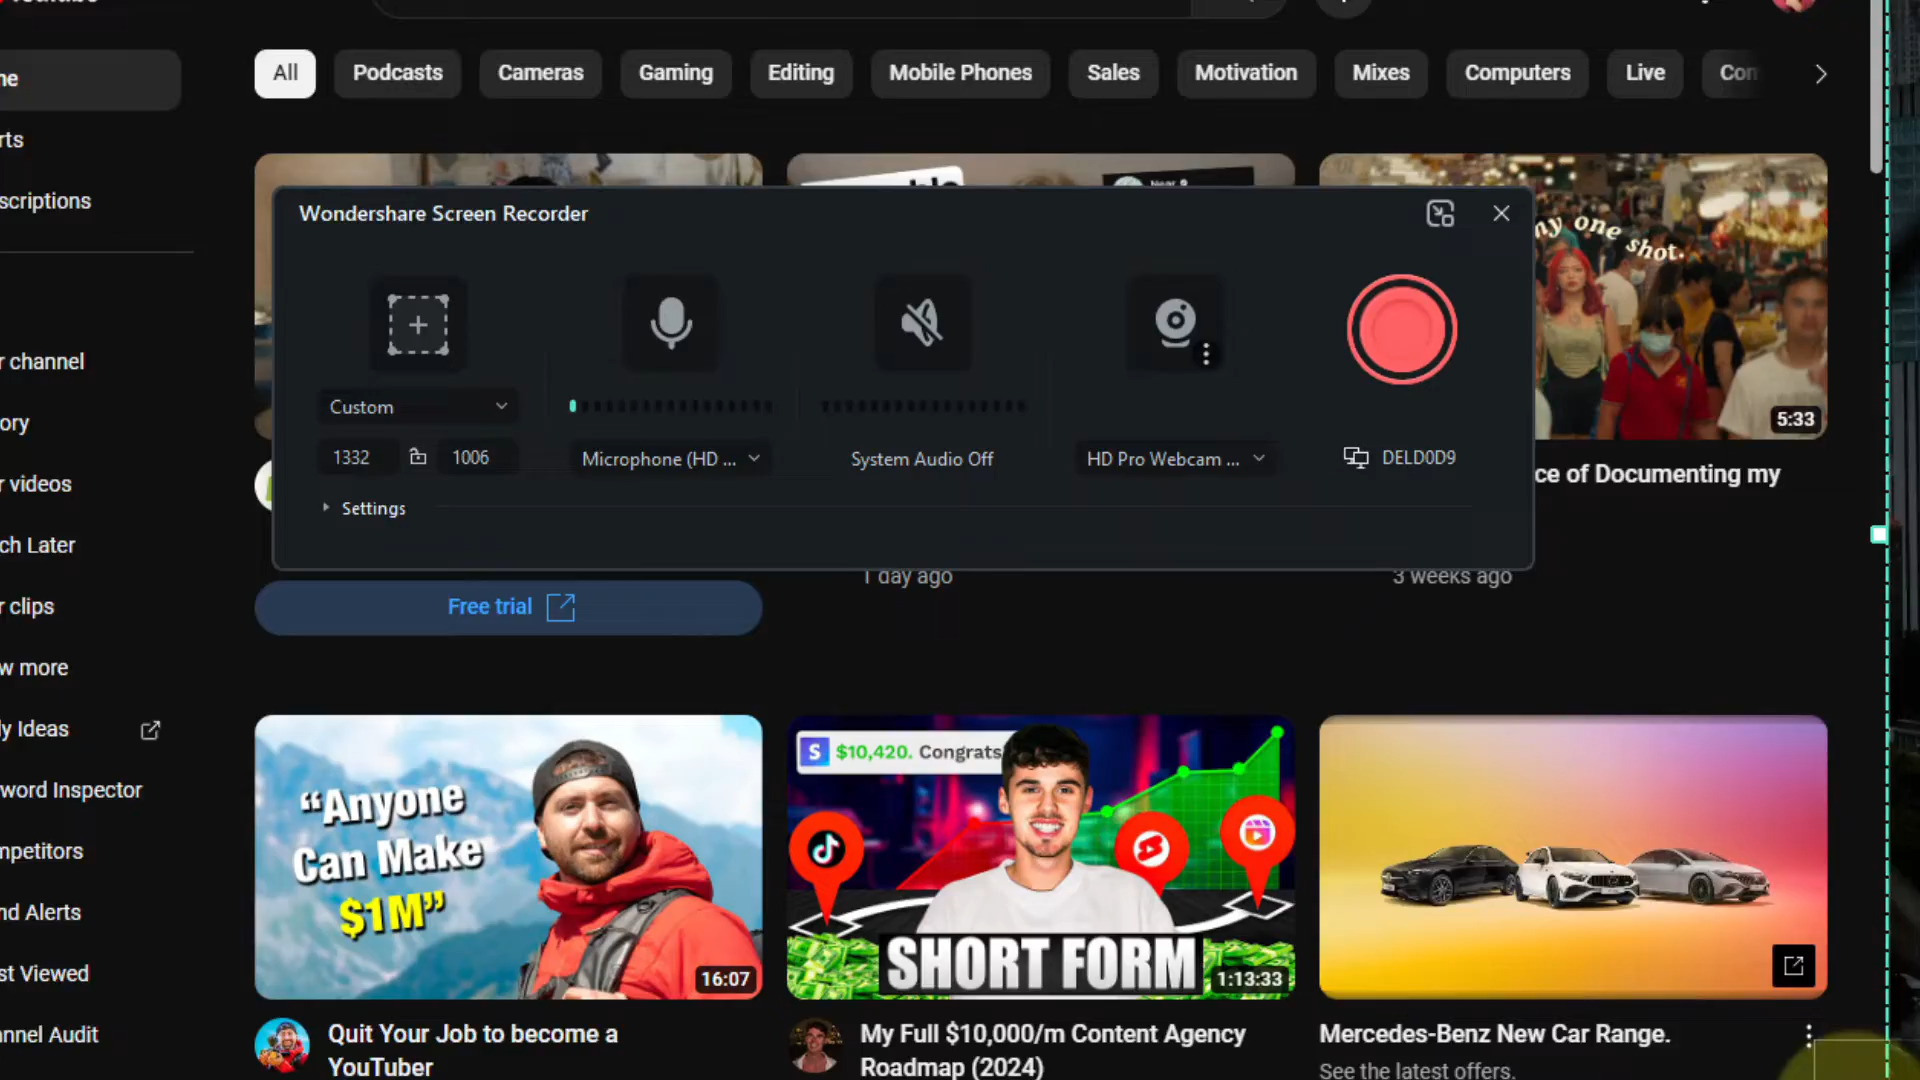 All
Podcasts
Cameras
Gaming
Editing
Mobile Phones
Sales
Motivation
Mixes
Computers
Live
Con
ne
rts
scriptions
r channel
ory
r videos
ch Later
r clips
w more
ly Ideas
word Inspector
mpetitors
nd Alerts
st Viewed
annel Audit
Near
my one shot.
5:33
Wondershare Screen Recorder
Custom
1332
1006
Microphone (HD ...
System Audio Off
HD Pro Webcam ...
DELD0D9
Settings
ce of Documenting my
1 day ago
3 weeks ago
Free trial
“Anyone
Can Make
$1M”
16:07
S $10,420. Congrats
SHORT FORM
1:13:33
Quit Your Job to become a
YouTuber
My Full $10,000/m Content Agency
Roadmap (2024)
Mercedes-Benz New Car Range.
See the latest offers.